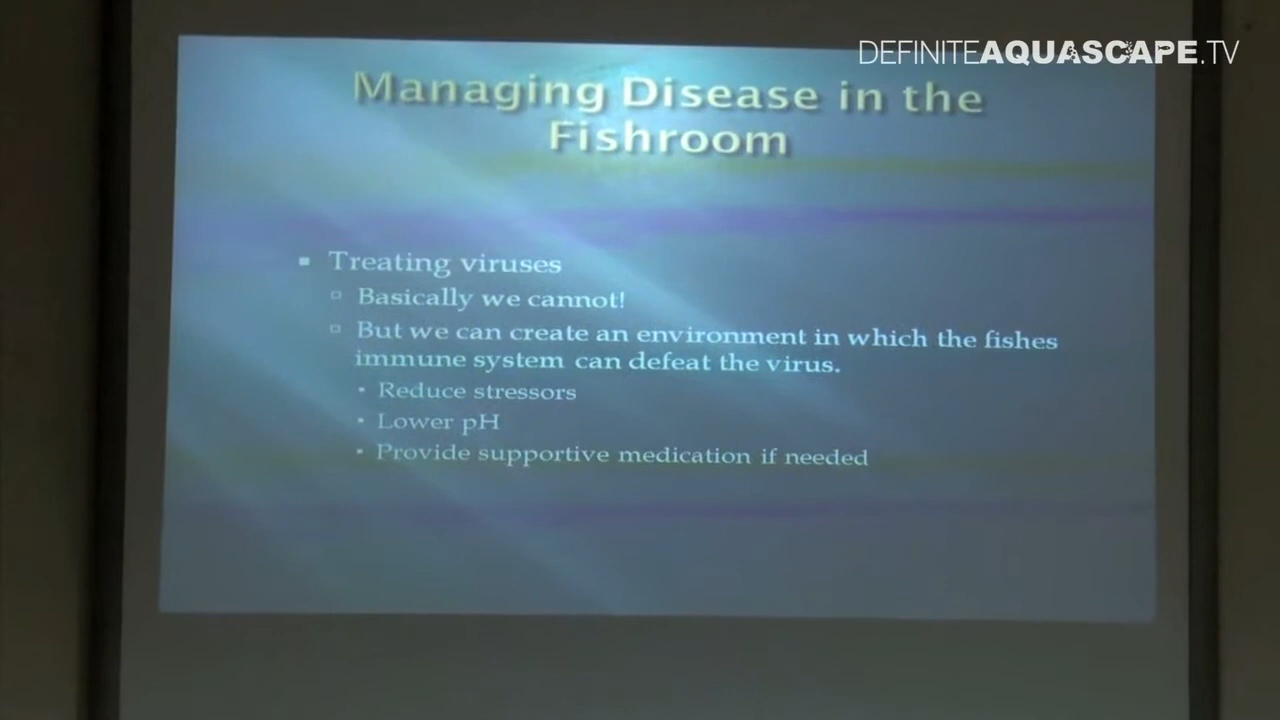 DEFINITEAQUASCAPE.TV
Managing Disease in the
Fishroom
Treating viruses
Basically we cannot!
But we can create an environment in which the fishes
immune system can defeat the virus.
Reduce stressors
Lower pH
Provide supportive medication if needed